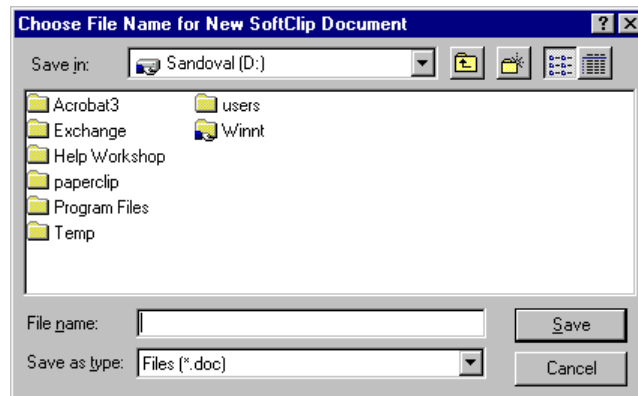 Choose File Name for New SoftClip Document
Save in: Sandoval (D:)
Acrobat3 users
Exchange Winnt
Help Workshop
paperclip
Program Files
Temp
File name: Save
Save as type: Files (*.doc) Cancel